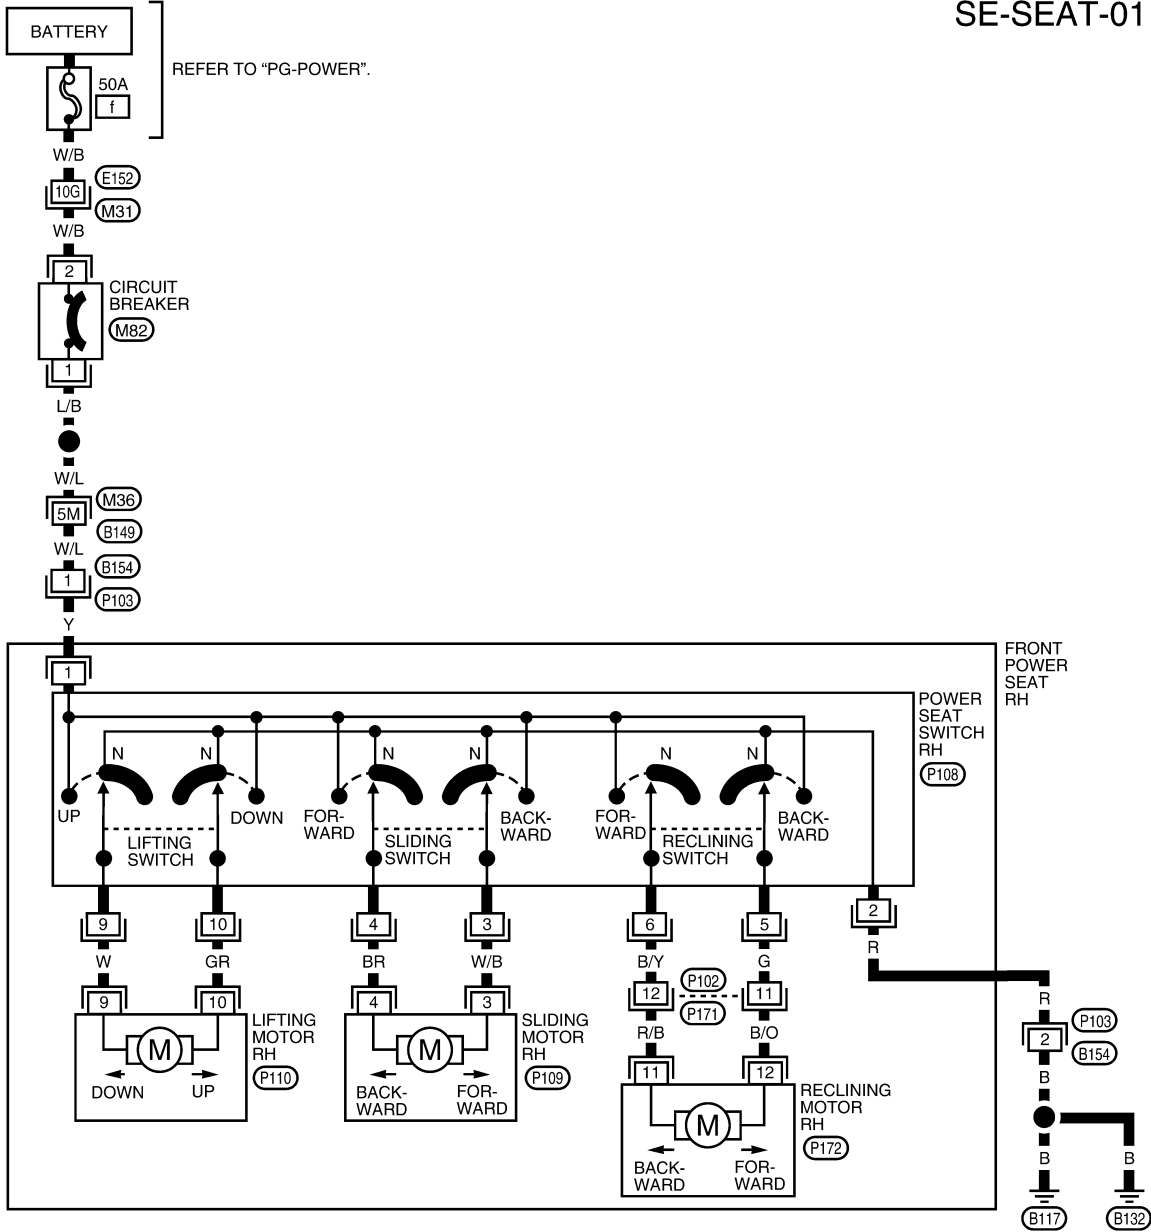 SE-SEAT-01
BATTERY
REFER TO “PG-POWER”.
50A
f
W/B
E152
10G
M31
W/B
2
CIRCUIT
BREAKER
M82
1
L/B
W/L
M36
5M
B149
W/L
B154
1
P103
Y
1
FRONT
POWER
SEAT
RH
POWER
SEAT
SWITCH
RH
P108
N N N N N N
UP
DOWN
LIFTING
SWITCH
FOR-
WARD
BACK-
WARD
SLIDING
SWITCH
FOR-
WARD
BACK-
WARD
RECLINING
SWITCH
9 10 4 3 6 5 2
W GR BR W/B B/Y G R
9 10 4 3 12 11
P102
P171
R/B B/O
11 12
LIFTING
MOTOR
RH
P110
M
DOWN UP
SLIDING
MOTOR
RH
P109
M
BACK-
WARD
FOR-
WARD
RECLINING
MOTOR
RH
P172
M
BACK-
WARD
FOR-
WARD
R
P103
2
B154
B
B B
B117 B132